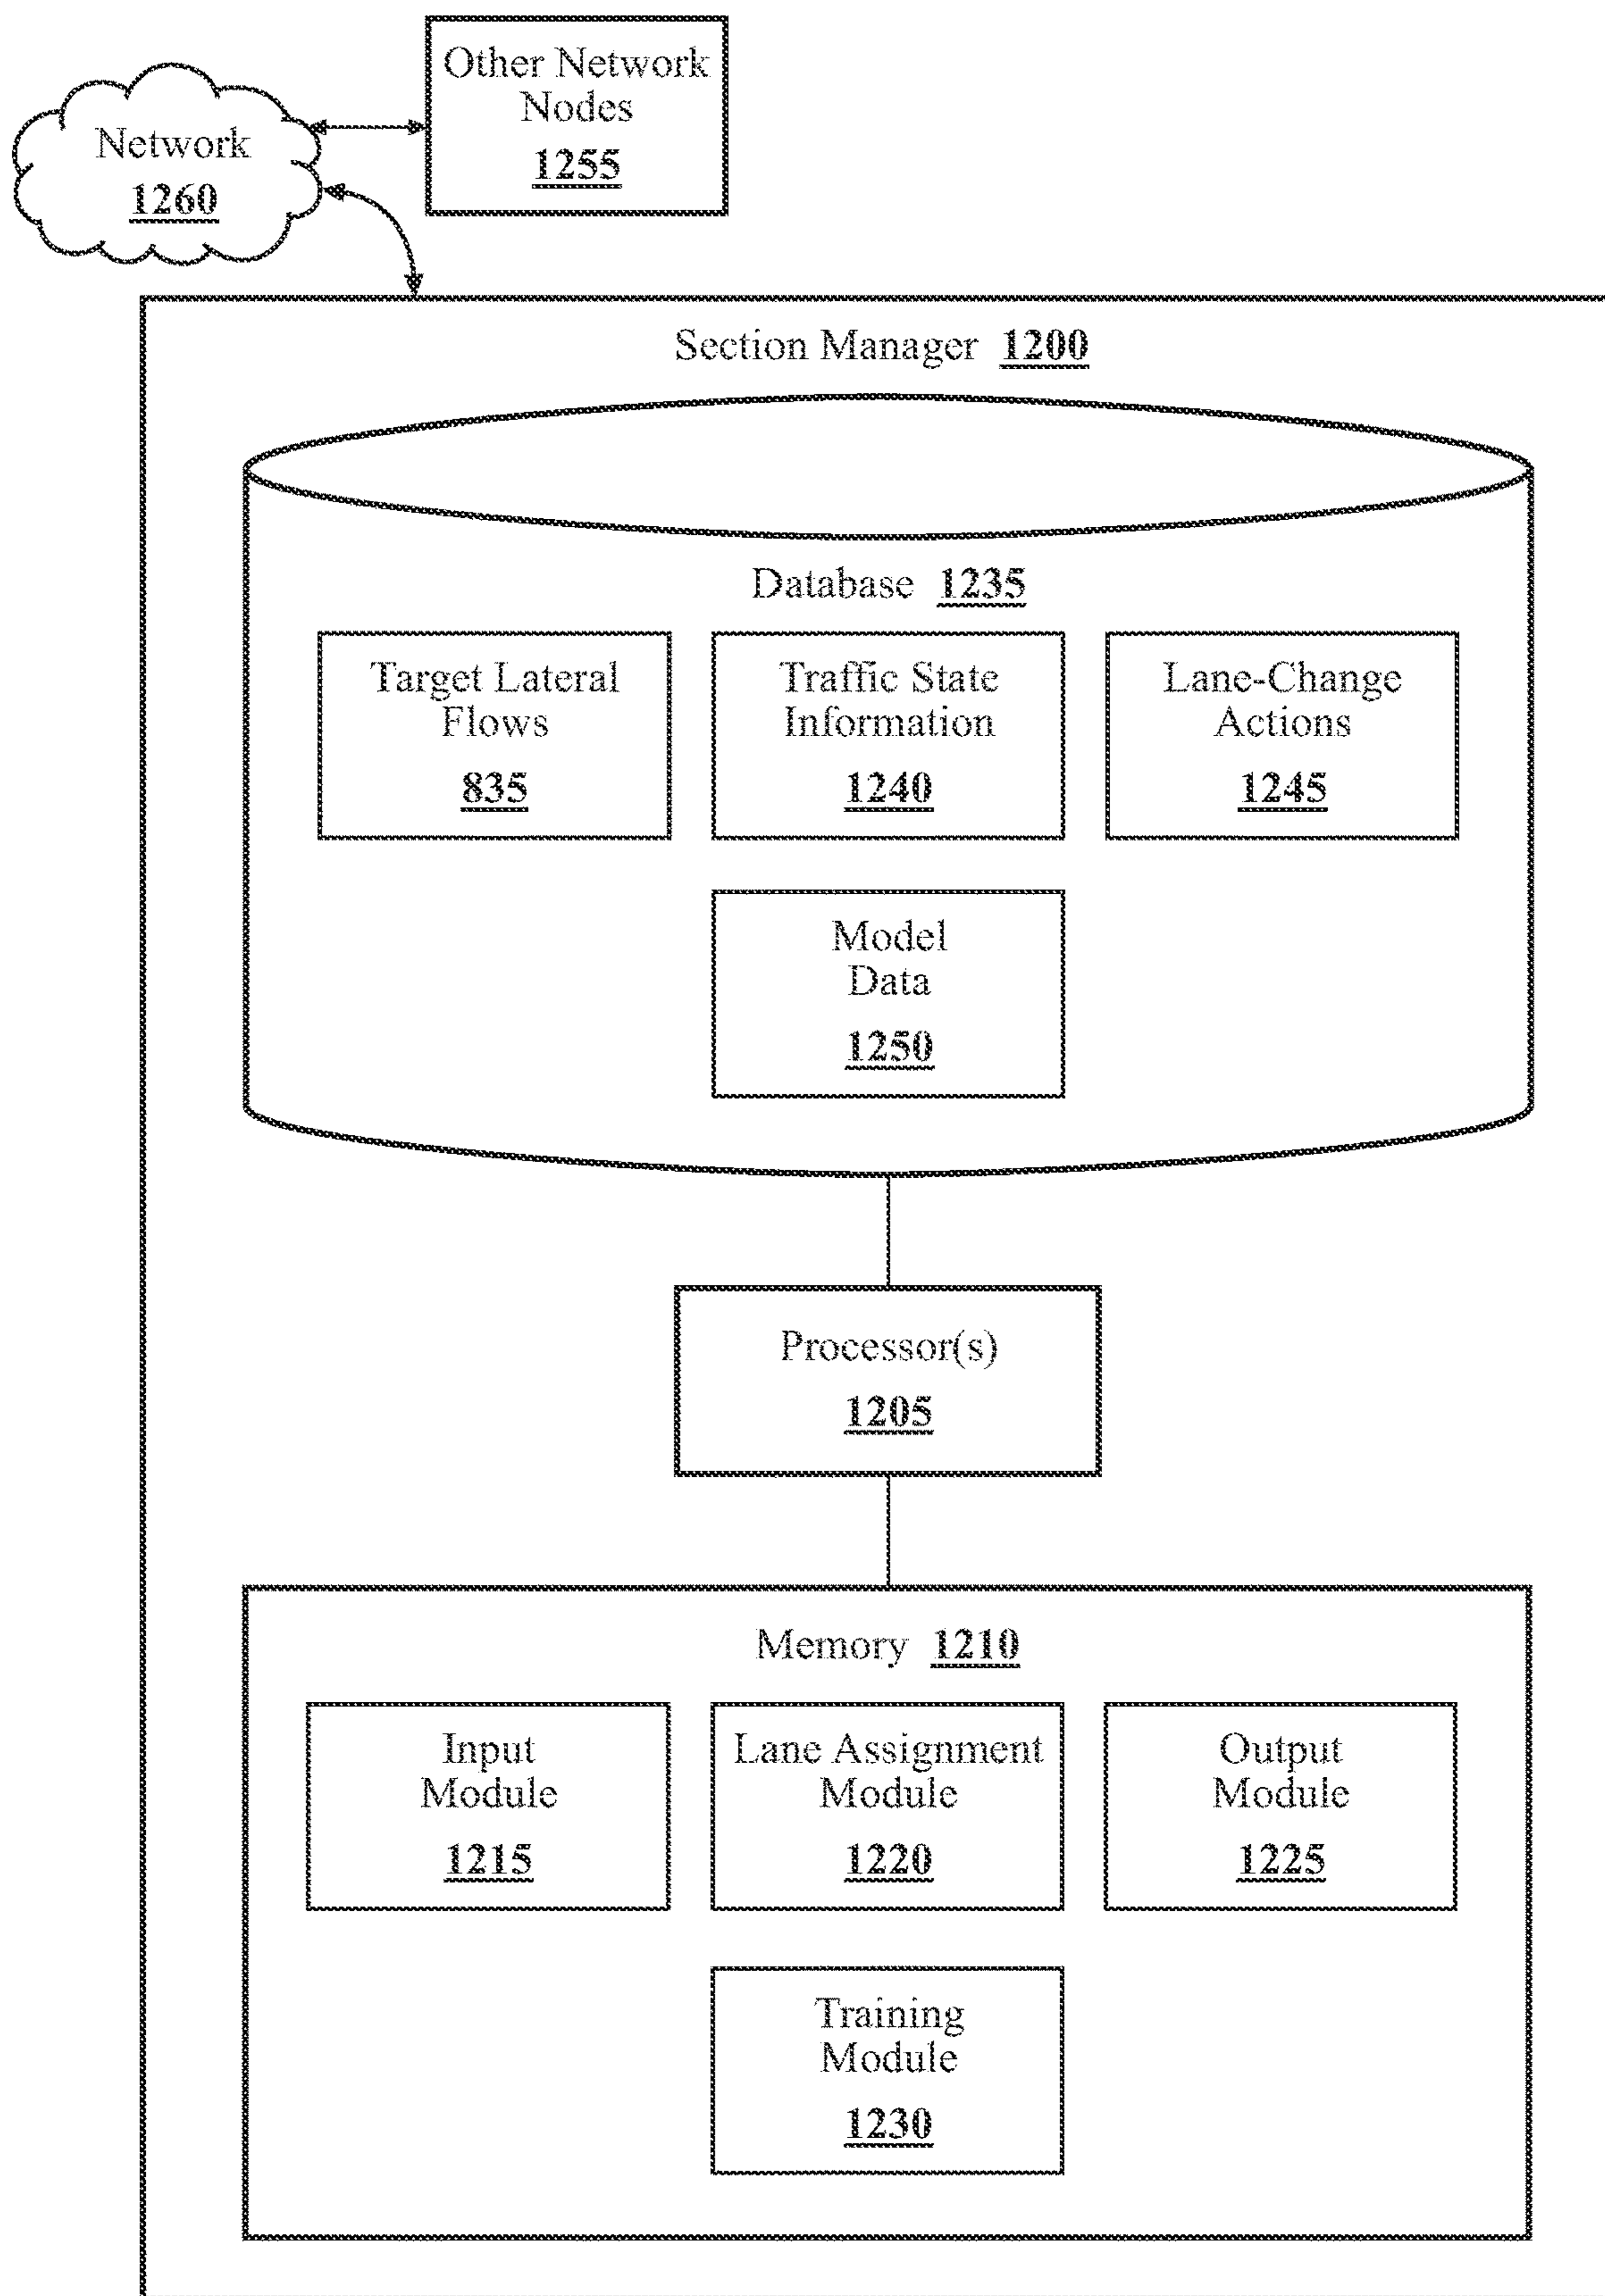 Other Network
Nodes
1255
Network
1260
Section Manager 1200
Database 1235
Target Lateral
Flows
835
Traffic State
Information
1240
Lane-Change
Actions
1245
Model
Data
1250
Processor(s)
1205
Memory 1210
Input
Module
1215
Lane Assignment
Module
1220
Output
Module
1225
Training
Module
1230